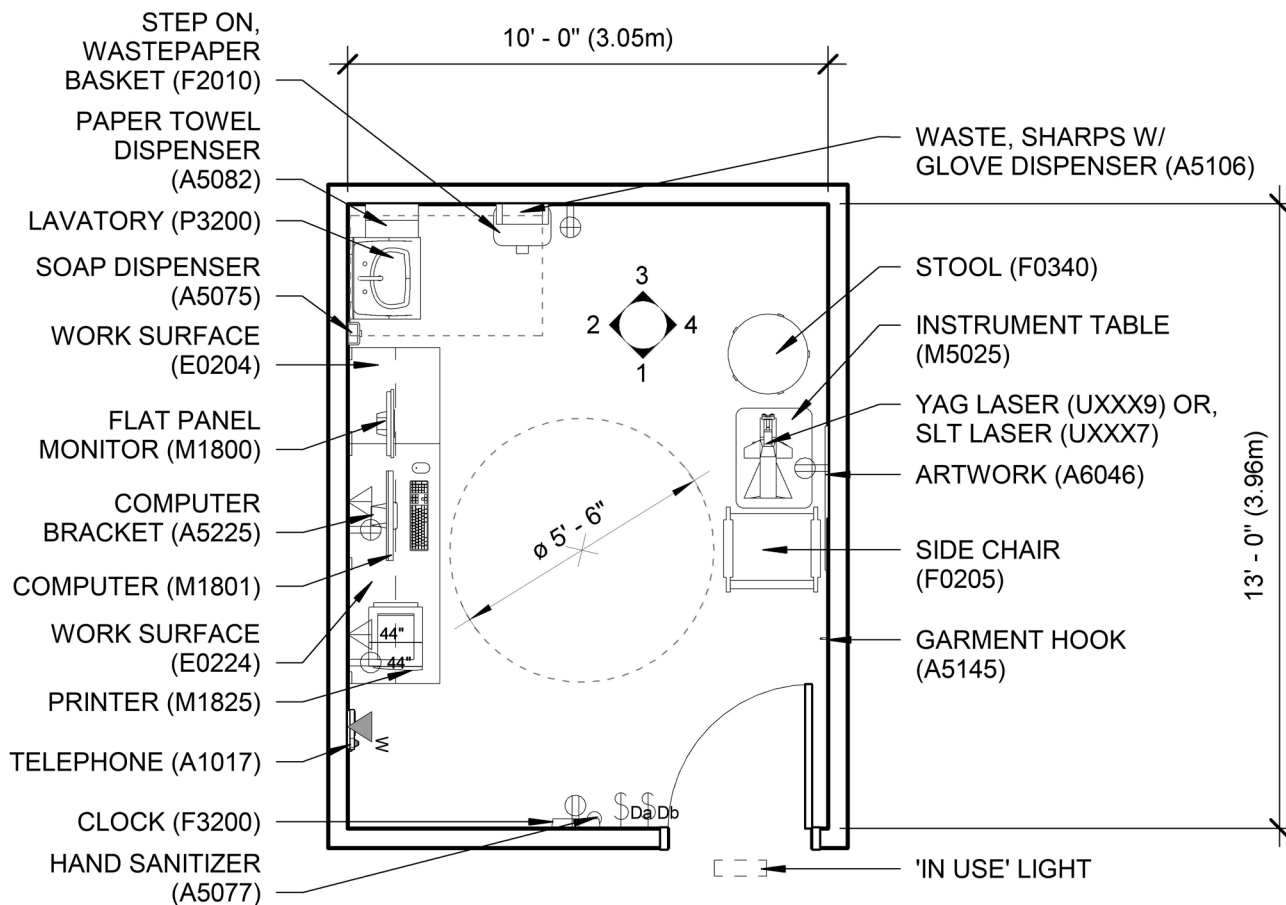 STEP ON,
WASTEPAPER
BASKET (F2010)
PAPER TOWEL
DISPENSER
(A5082)
LAVATORY (P3200)
SOAP DISPENSER
(A5075)
WORK SURFACE
(E0204)
FLAT PANEL
MONITOR (M1800)
COMPUTER
BRACKET (A5225)
COMPUTER (M1801)
WORK SURFACE
(E0224)
PRINTER (M1825)
TELEPHONE (A1017)
CLOCK (F3200)
HAND SANITIZER
(A5077)
10' - 0" (3.05m)
3
2
4
1
ø 5' - 6"
44"
44"
W
Da
Db
WASTE, SHARPS W/
GLOVE DISPENSER (A5106)
STOOL (F0340)
INSTRUMENT TABLE
(M5025)
YAG LASER (UXXX9) OR,
SLT LASER (UXXX7)
ARTWORK (A6046)
SIDE CHAIR
(F0205)
GARMENT HOOK
(A5145)
'IN USE' LIGHT
13' - 0" (3.96m)